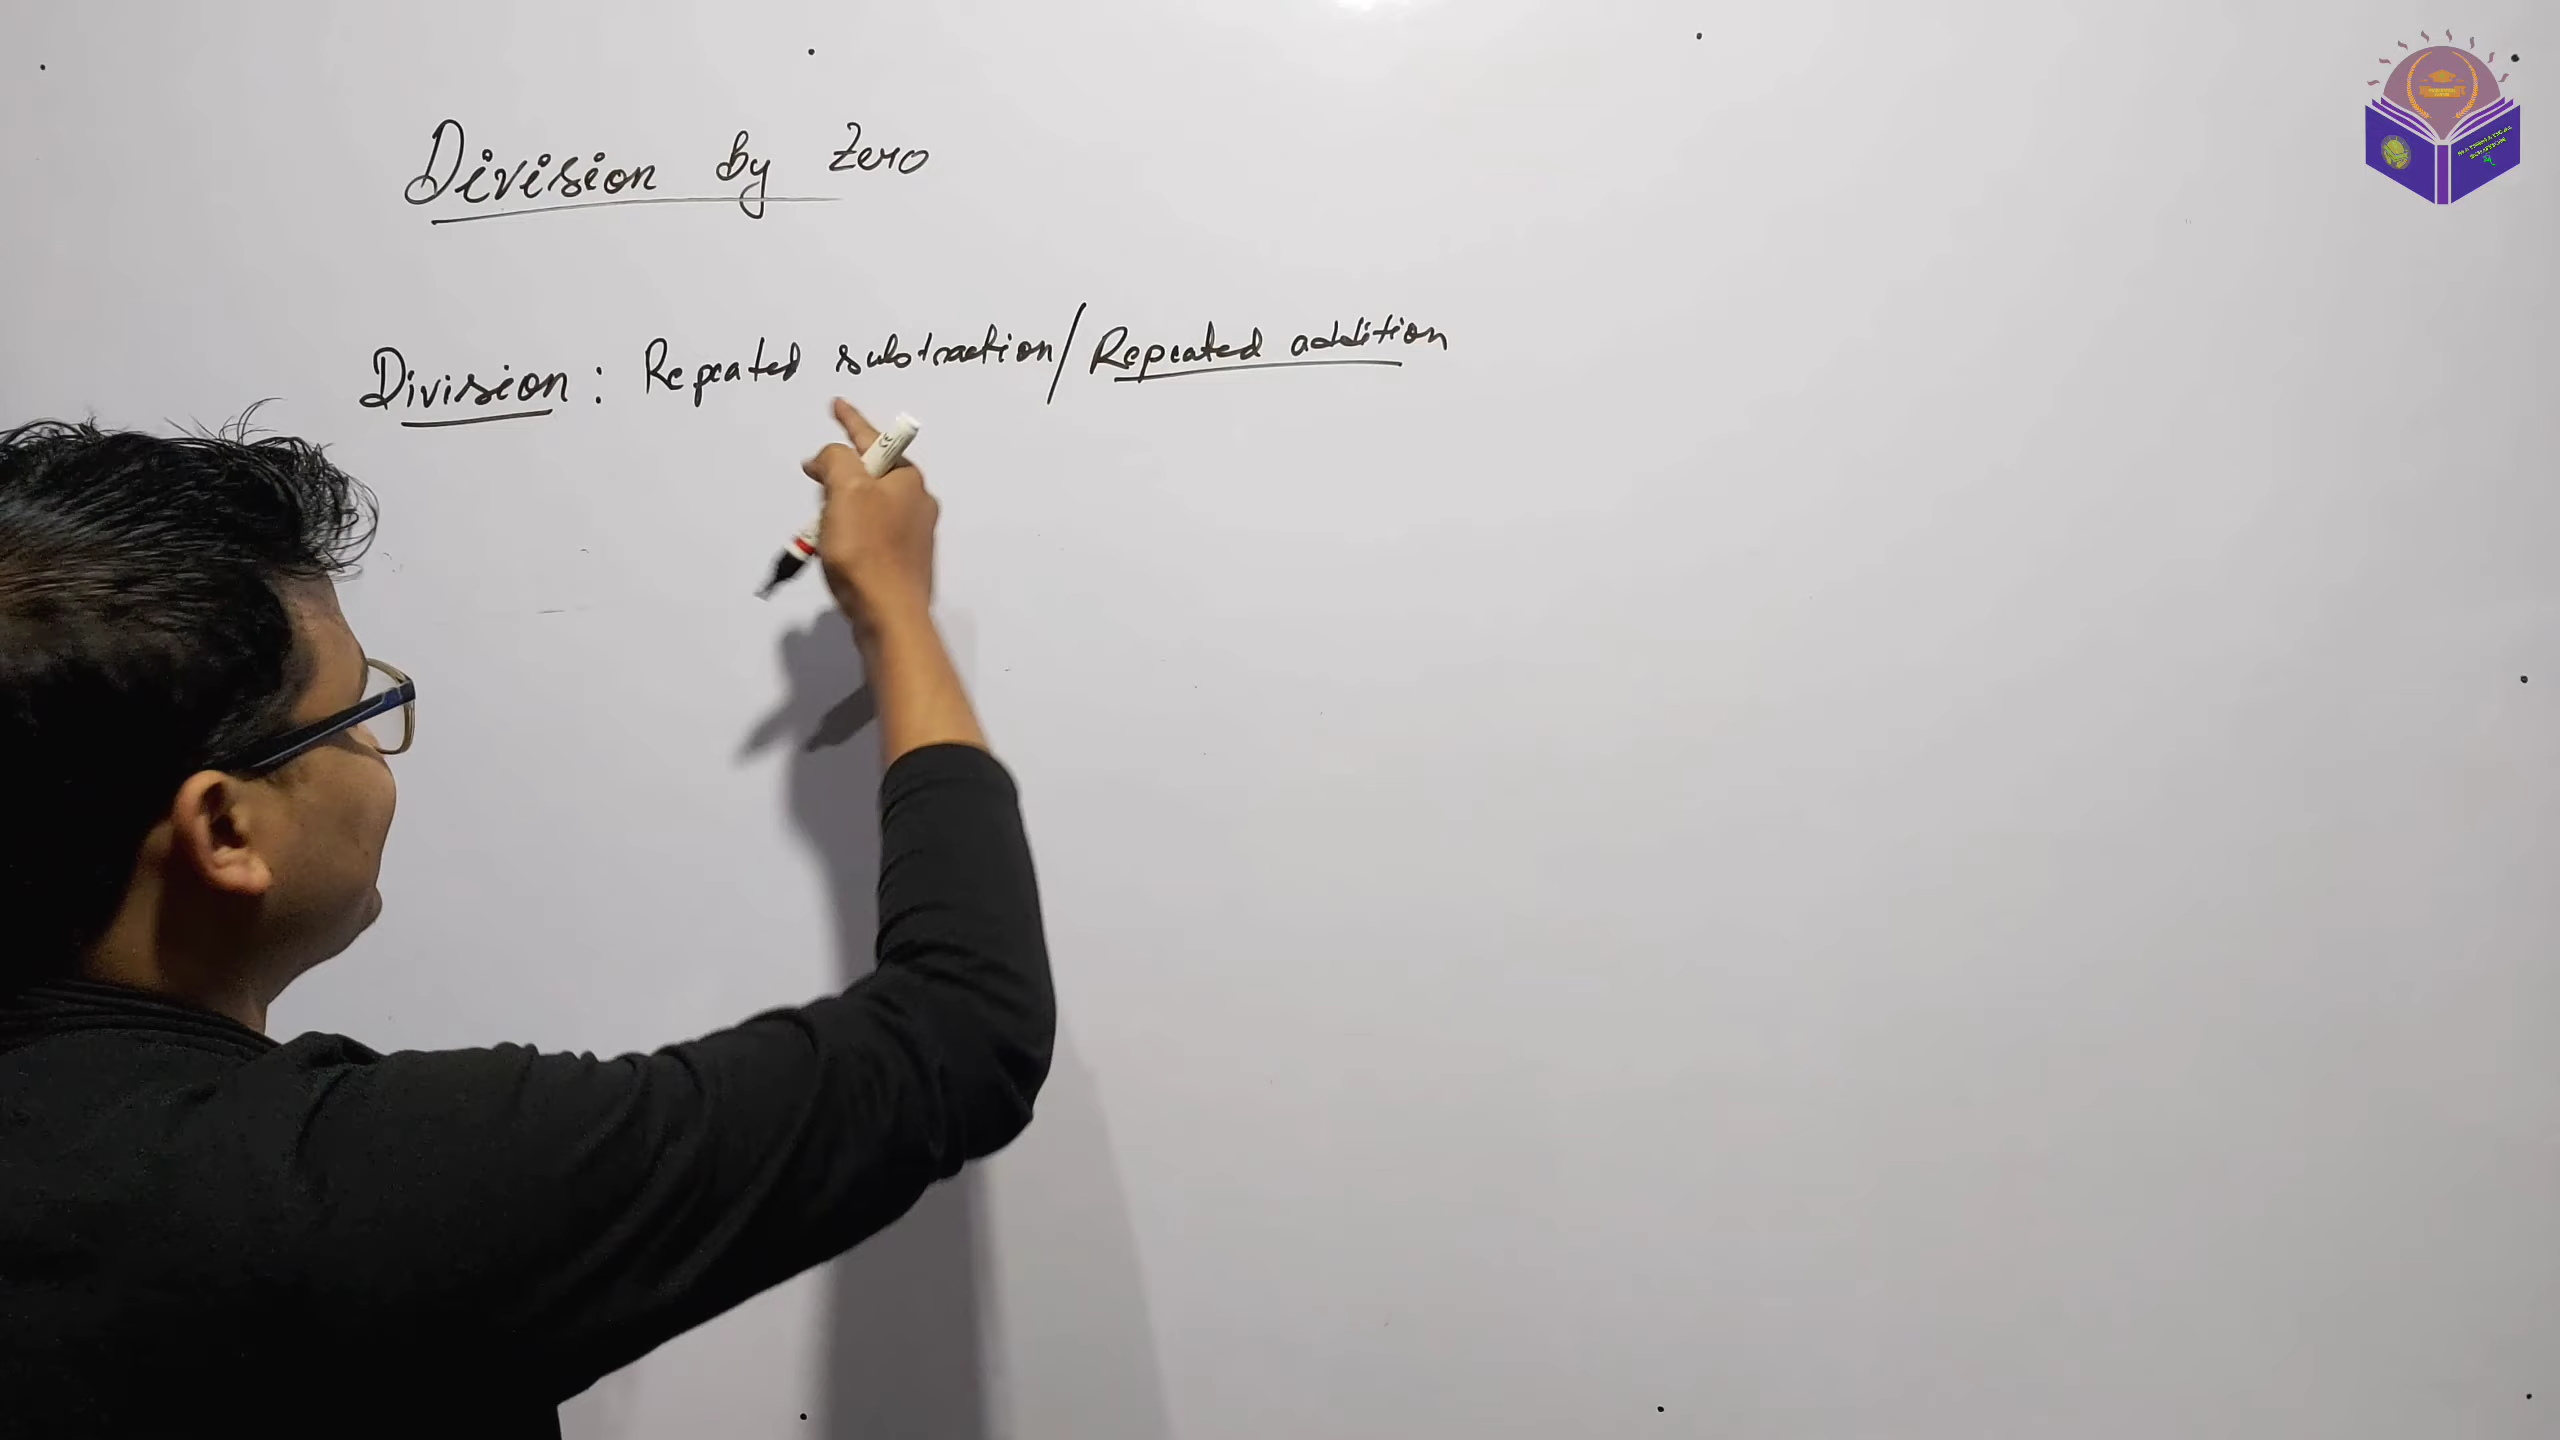 Division by Zero
Division : Repeated subtraction/Repeated addition